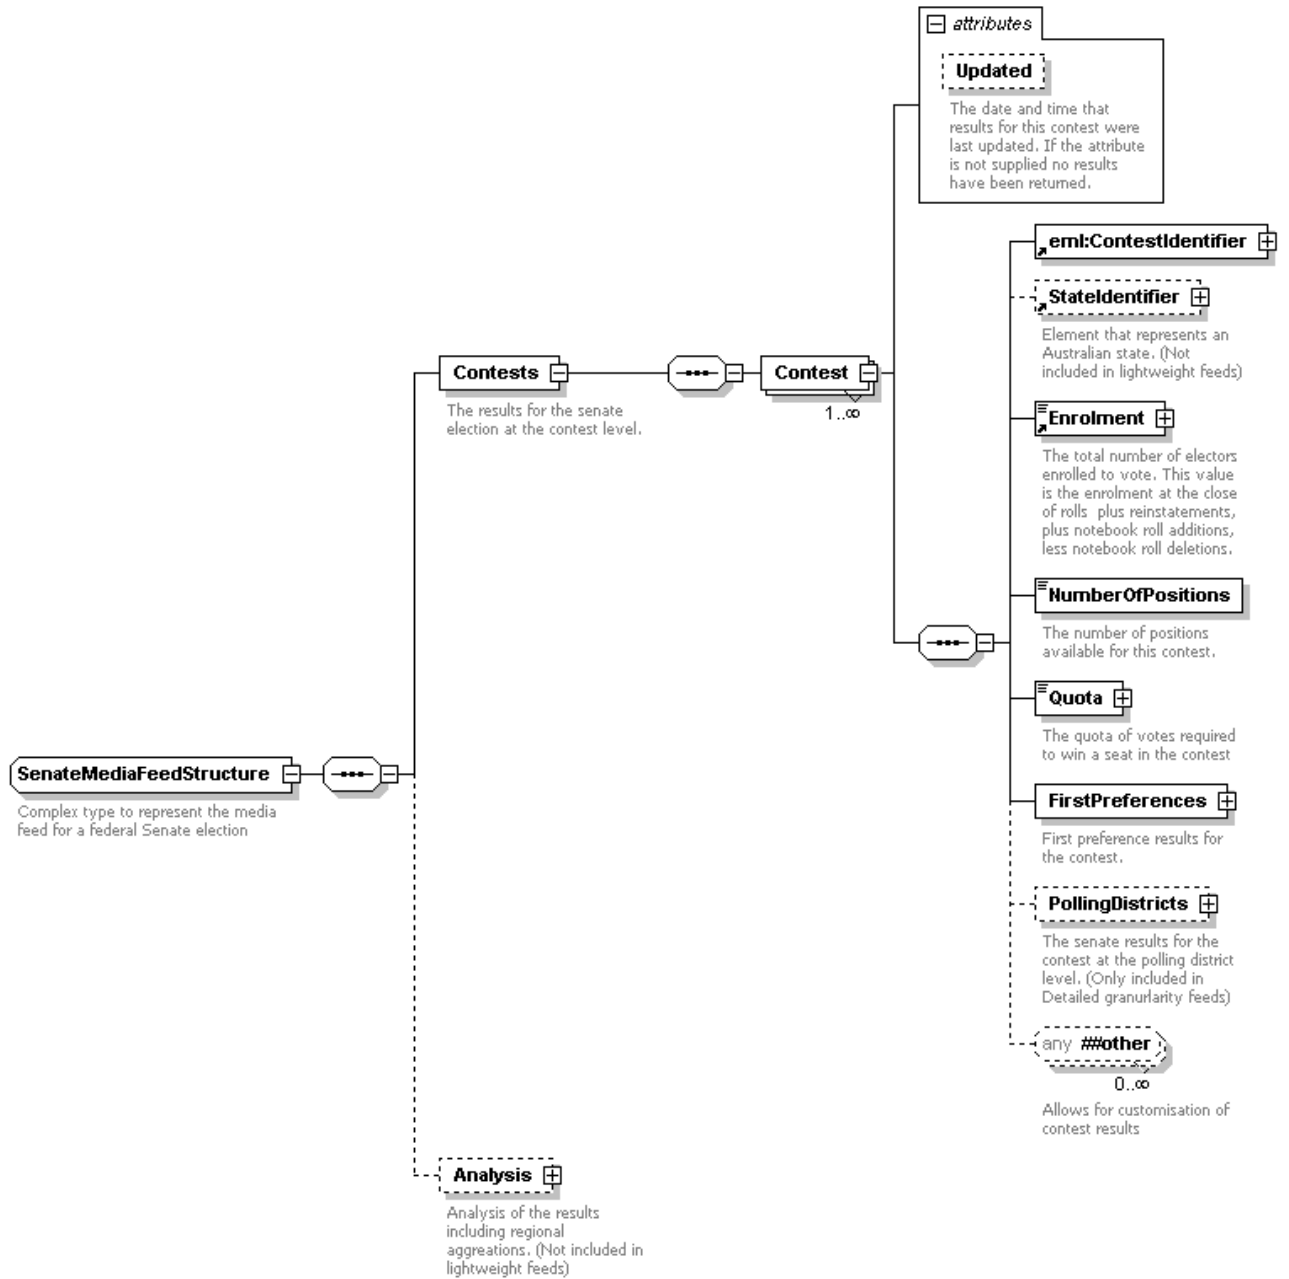 attributes
Updated
The date and time that
results for this contest were
last updated. If the attribute
is not supplied no results
have been returned.
eml:ContestIdentifier
StateIdentifier
Element that represents an
Australian state. (Not
included in lightweight feeds)
Contests
The results for the senate
election at the contest level.
Contest
1..∞
Enrolment
The total number of electors
enrolled to vote. This value
is the enrolment at the close
of rolls plus reinstatements,
plus notebook roll additions,
less notebook roll deletions.
NumberOfPositions
The number of positions
available for this contest.
Quota
The quota of votes required
to win a seat in the contest
SenateMediaFeedStructure
Complex type to represent the media
feed for a federal Senate election
FirstPreferences
First preference results for
the contest.
PollingDistricts
The senate results for the
contest at the polling district
level. (Only included in
Detailed granurlarity feeds)
any ##other
0..∞
Allows for customisation of
contest results
Analysis
Analysis of the results
including regional
aggreations. (Not included in
lightweight feeds)